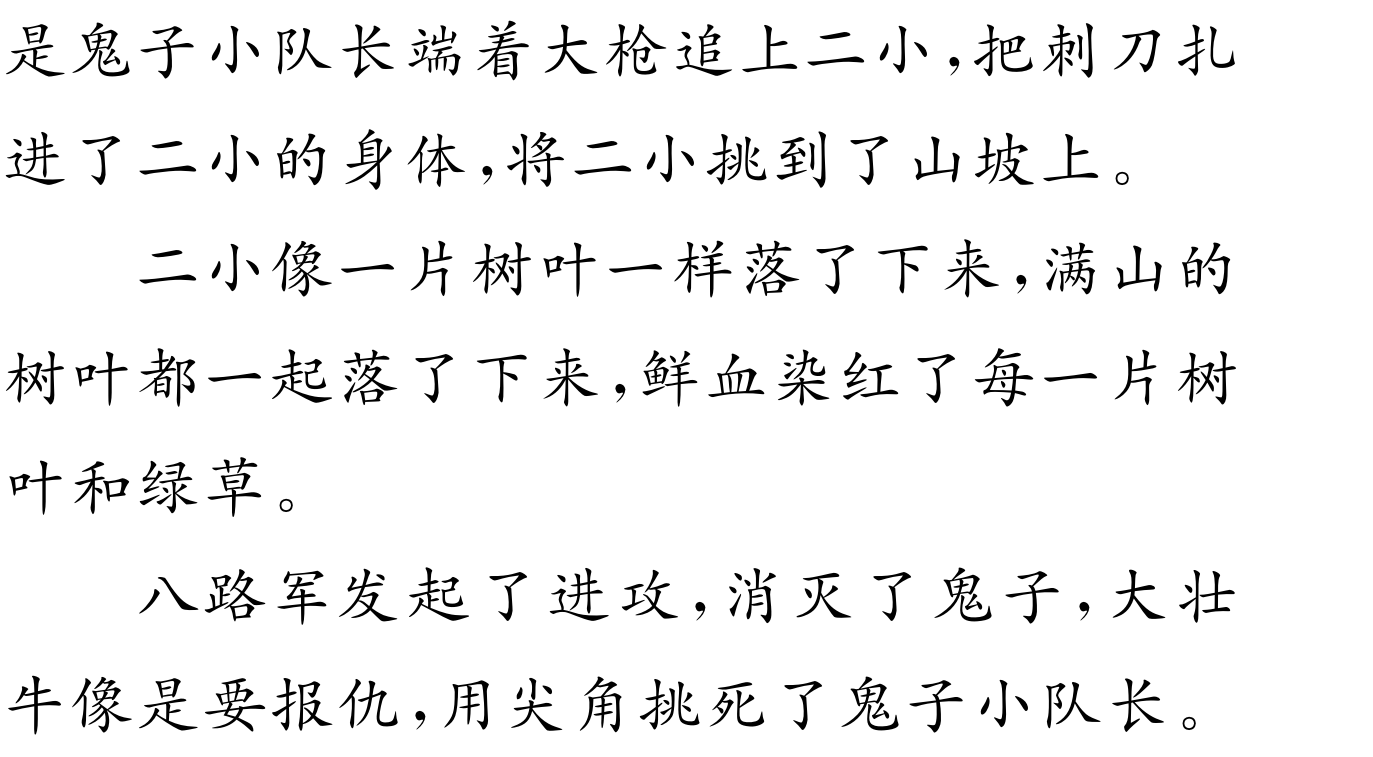 是鬼子小队长端着大枪追上二小,把刺刀扎
进了二小的身体,将二小挑到了山坡上。
二小像一片树叶一样落了下来,满山的
树叶都一起落了下来,鲜血染红了每一片树
叶和绿草。
八路军发起了进攻,消灭了鬼子,大壮
牛像是要报仇,用尖角挑死了鬼子小队长。